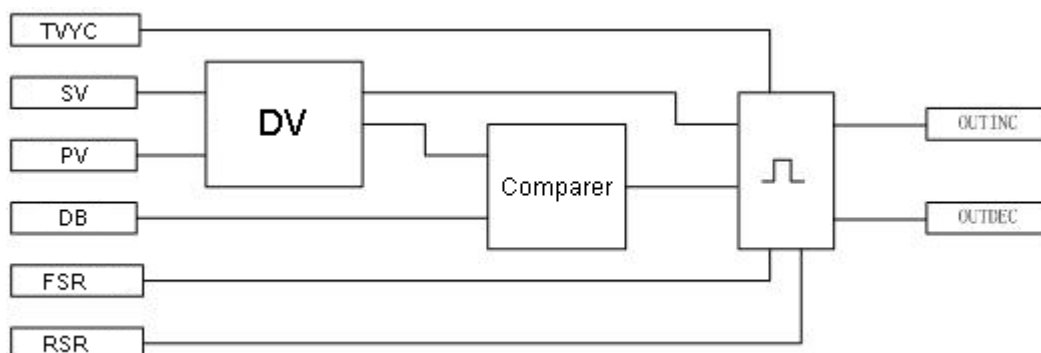 TVYC
SV
DV
OUTINC
PV
Comparer
DB
OUTDEC
FSR
RSR